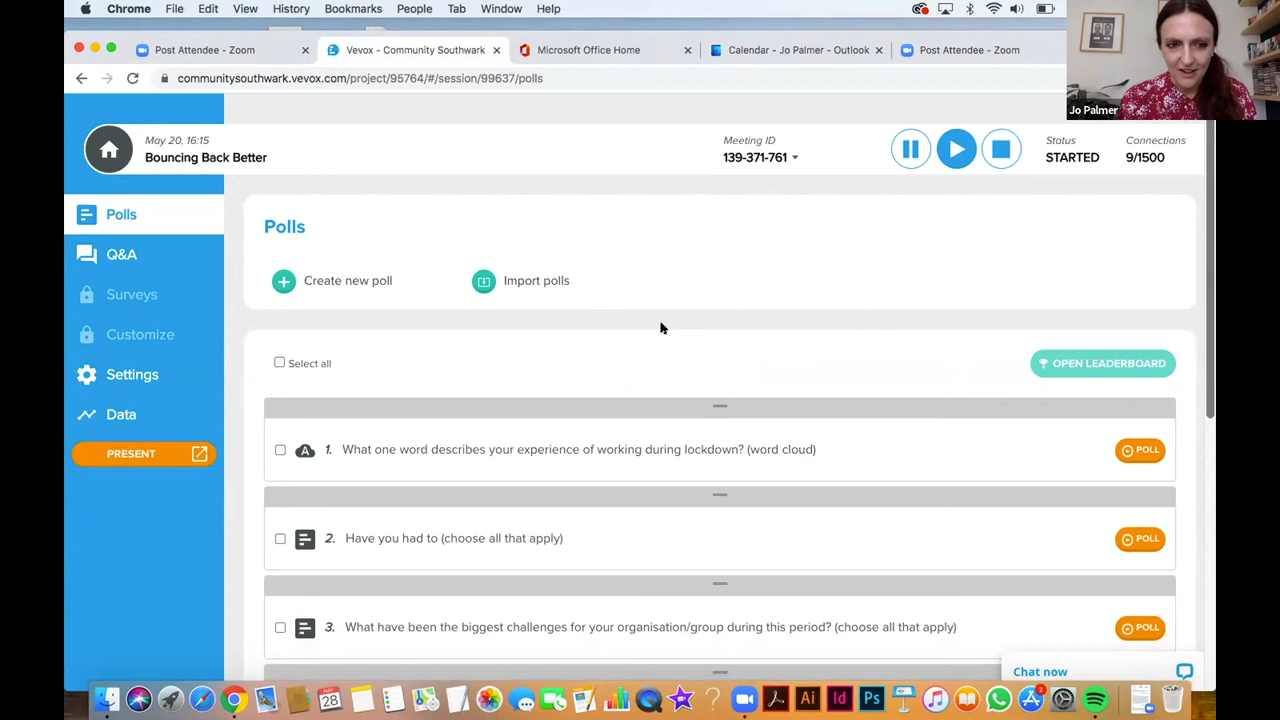 Chrome File Edit View History Bookmarks People Tab Window Help
Post Attendee - Zoom
Vevox - Community Southwark
Microsoft Office Home
Calendar - Jo Palmer - Outlook
Post Attendee - Zoom
communitysouthwark.vevox.com/project/95764/#/session/99637/polls
Jo Palmer
May 20, 16:15
Bouncing Back Better
Meeting ID
139-371-761
Status
STARTED
Connections
9/1500
Polls
Q&A
Surveys
Customize
Settings
Data
PRESENT
Polls
Create new poll
Import polls
Select all
OPEN LEADERBOARD
1. What one word describes your experience of working during lockdown? (word cloud)
POLL
2. Have you had to (choose all that apply)
POLL
3. What have been the biggest challenges for your organisation/group during this period? (choose all that apply)
POLL
Chat now
28
Ai
Id
Ps